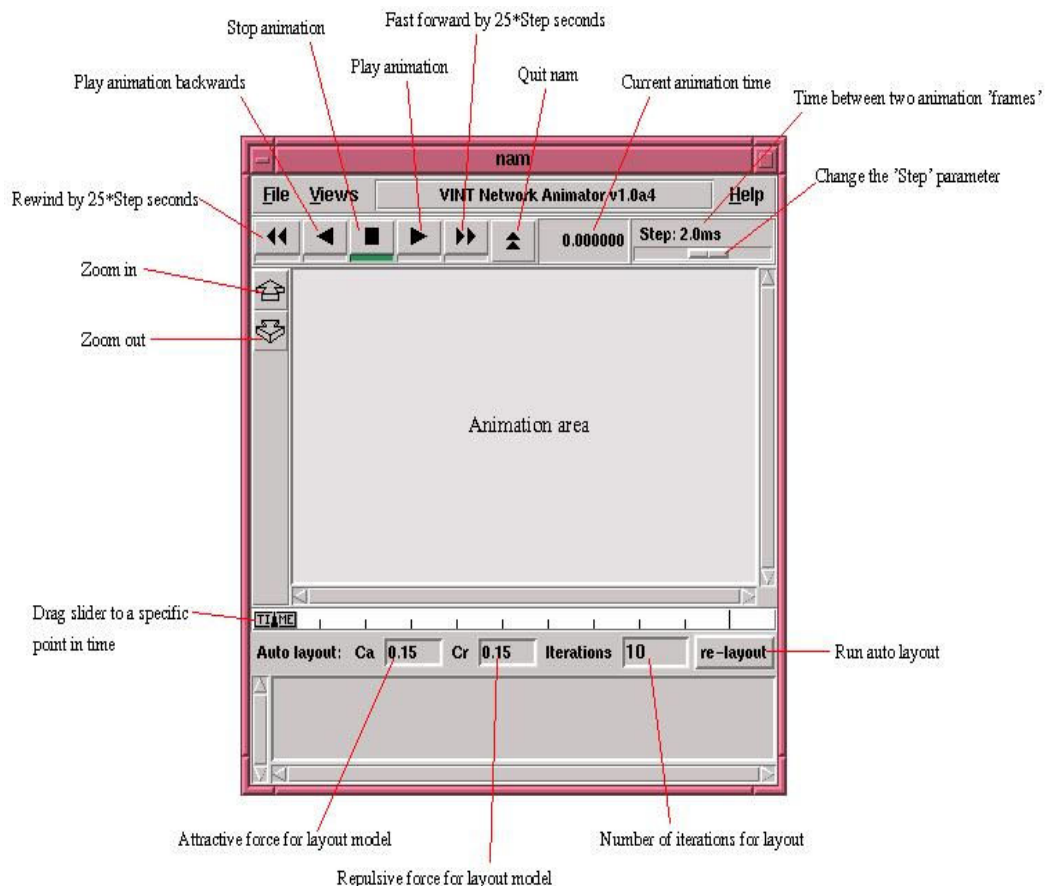 Fast forward by 25*Step seconds
Stop animation
Play animation
Quit nam
Play animation backwards
Current animation time
Time between two animation 'frames'
nam
Change the 'Step' parameter
File Views VINT Network Animator v1.0a4 Help
Rewind by 25*Step seconds
0.000000 Step: 2.0ms
Zoom in
Zoom out
Animation area
Drag slider to a specific
point in time
TIME
Auto layout: Ca 0.15 Cr 0.15 Iterations 10 re-layout
Run auto layout
Attractive force for layout model
Number of iterations for layout
Repulsive force for layout model